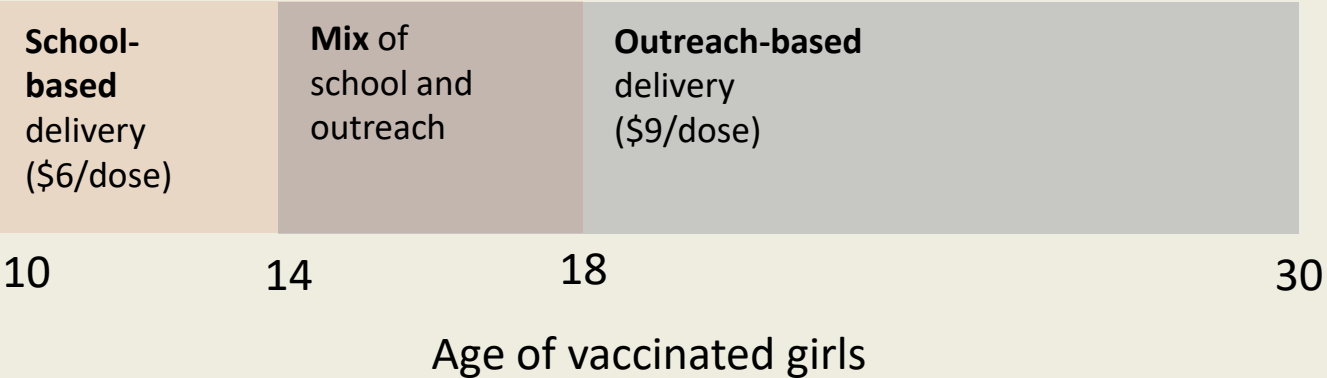 School-
based
delivery
($6/dose)
Mix of
school and
outreach
Outreach-based
delivery
($9/dose)
10
14
18
30
Age of vaccinated girls